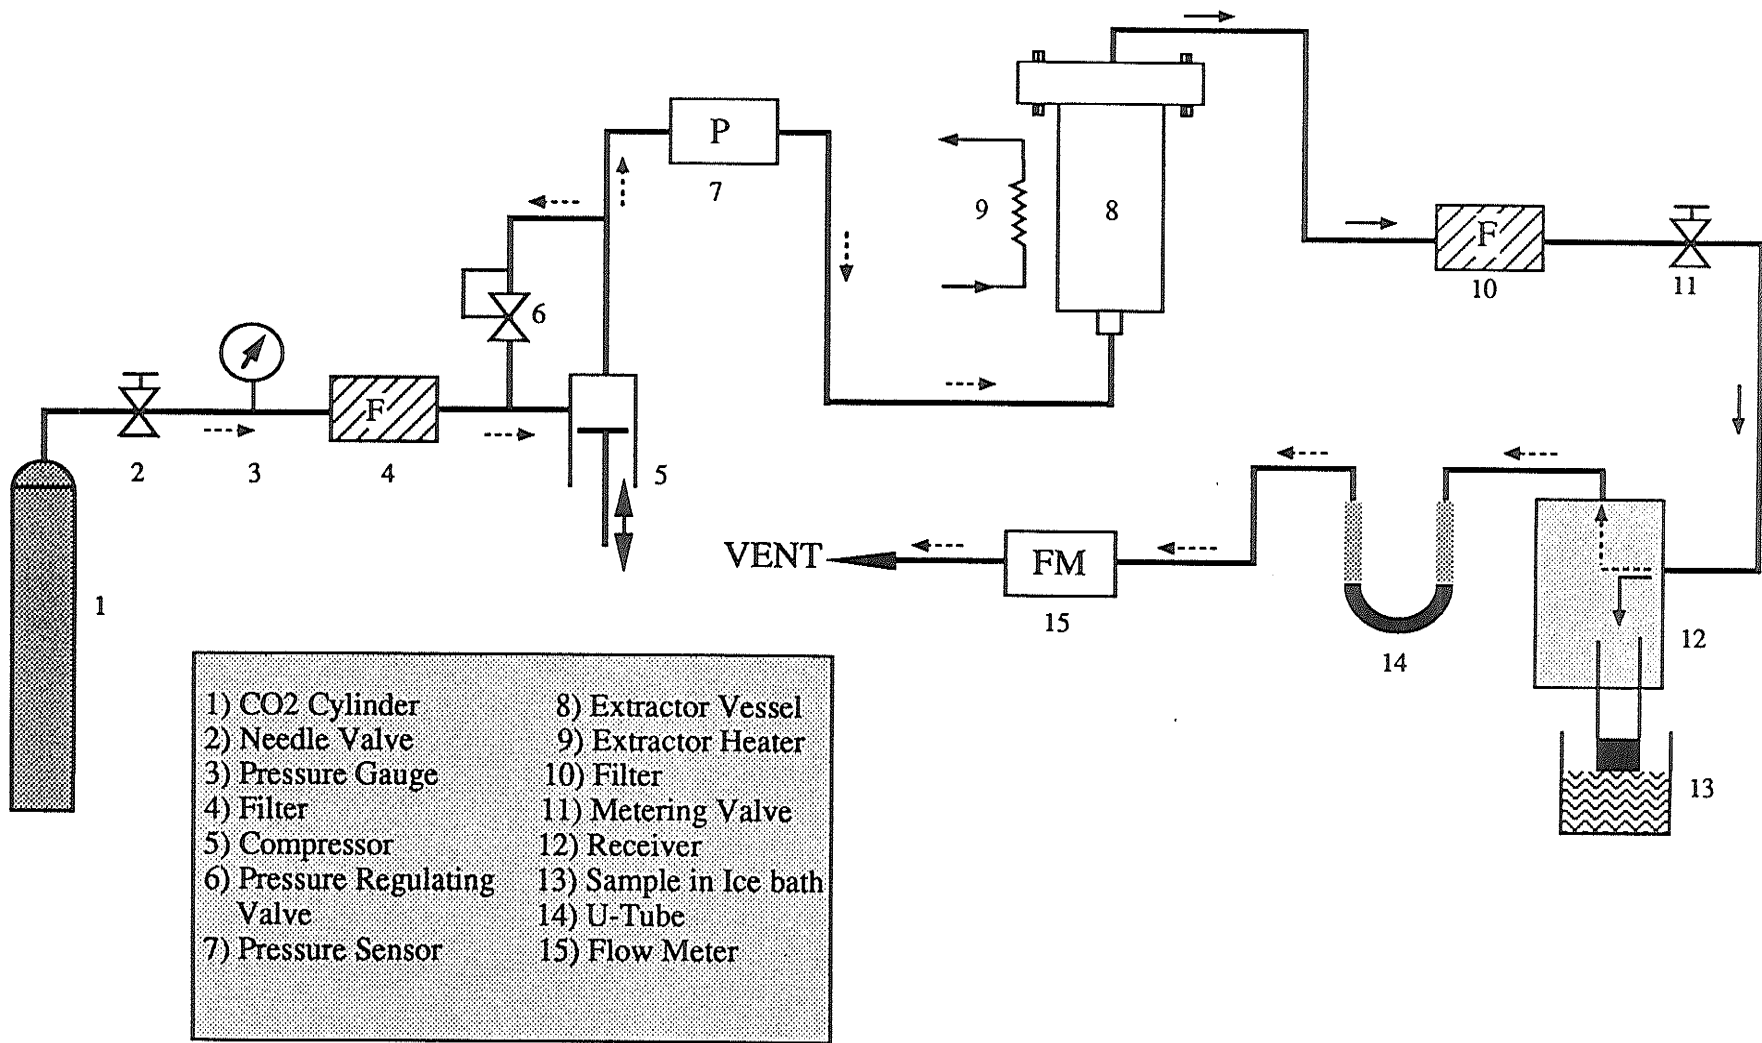 P
7
9
8
F
10
11
6
F
2
3
4
5
VENT
FM
15
14
12
1
13
1) CO2 Cylinder
2) Needle Valve
3) Pressure Gauge
4) Filter
5) Compressor
6) Pressure Regulating
Valve
7) Pressure Sensor
8) Extractor Vessel
9) Extractor Heater
10) Filter
11) Metering Valve
12) Receiver
13) Sample in Ice bath
14) U-Tube
15) Flow Meter